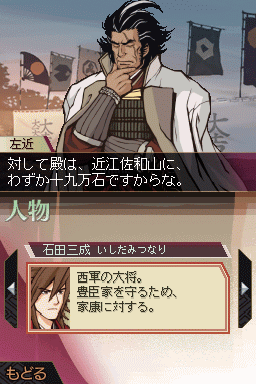 左近
対して殿は、近江佐和山に、
わずか十九万石ですからな。
人物
石田三成 いしだみつなり
西軍の大将。
豊臣家を守るため、
家康に対する。
もどる